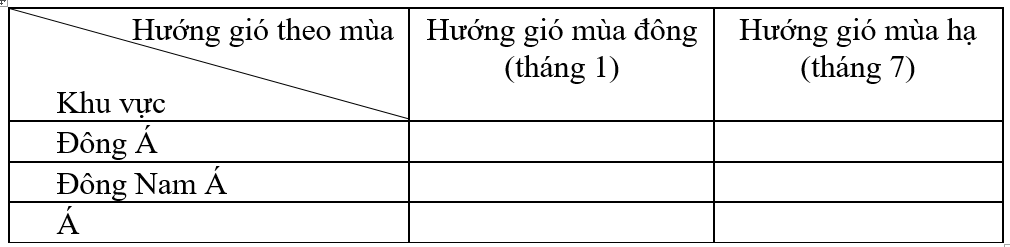 Hướng gió theo mùa
Khu vực
Hướng gió mùa đông
(tháng 1)
Hướng gió mùa hạ
(tháng 7)
Đông Á
Đông Nam Á
Á